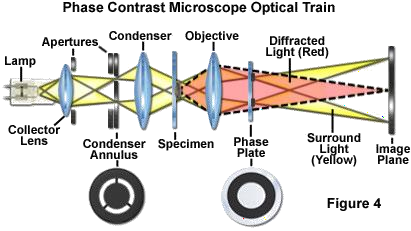 Phase Contrast Microscope Optical Train
Condenser
Objective
Diffracted
Light (Red)
Apertures
Lamp
Collector
Lens
Condenser
Annulus
Specimen
Phase
Plate
Surround
Light
(Yellow)
Image
Plane
Figure 4